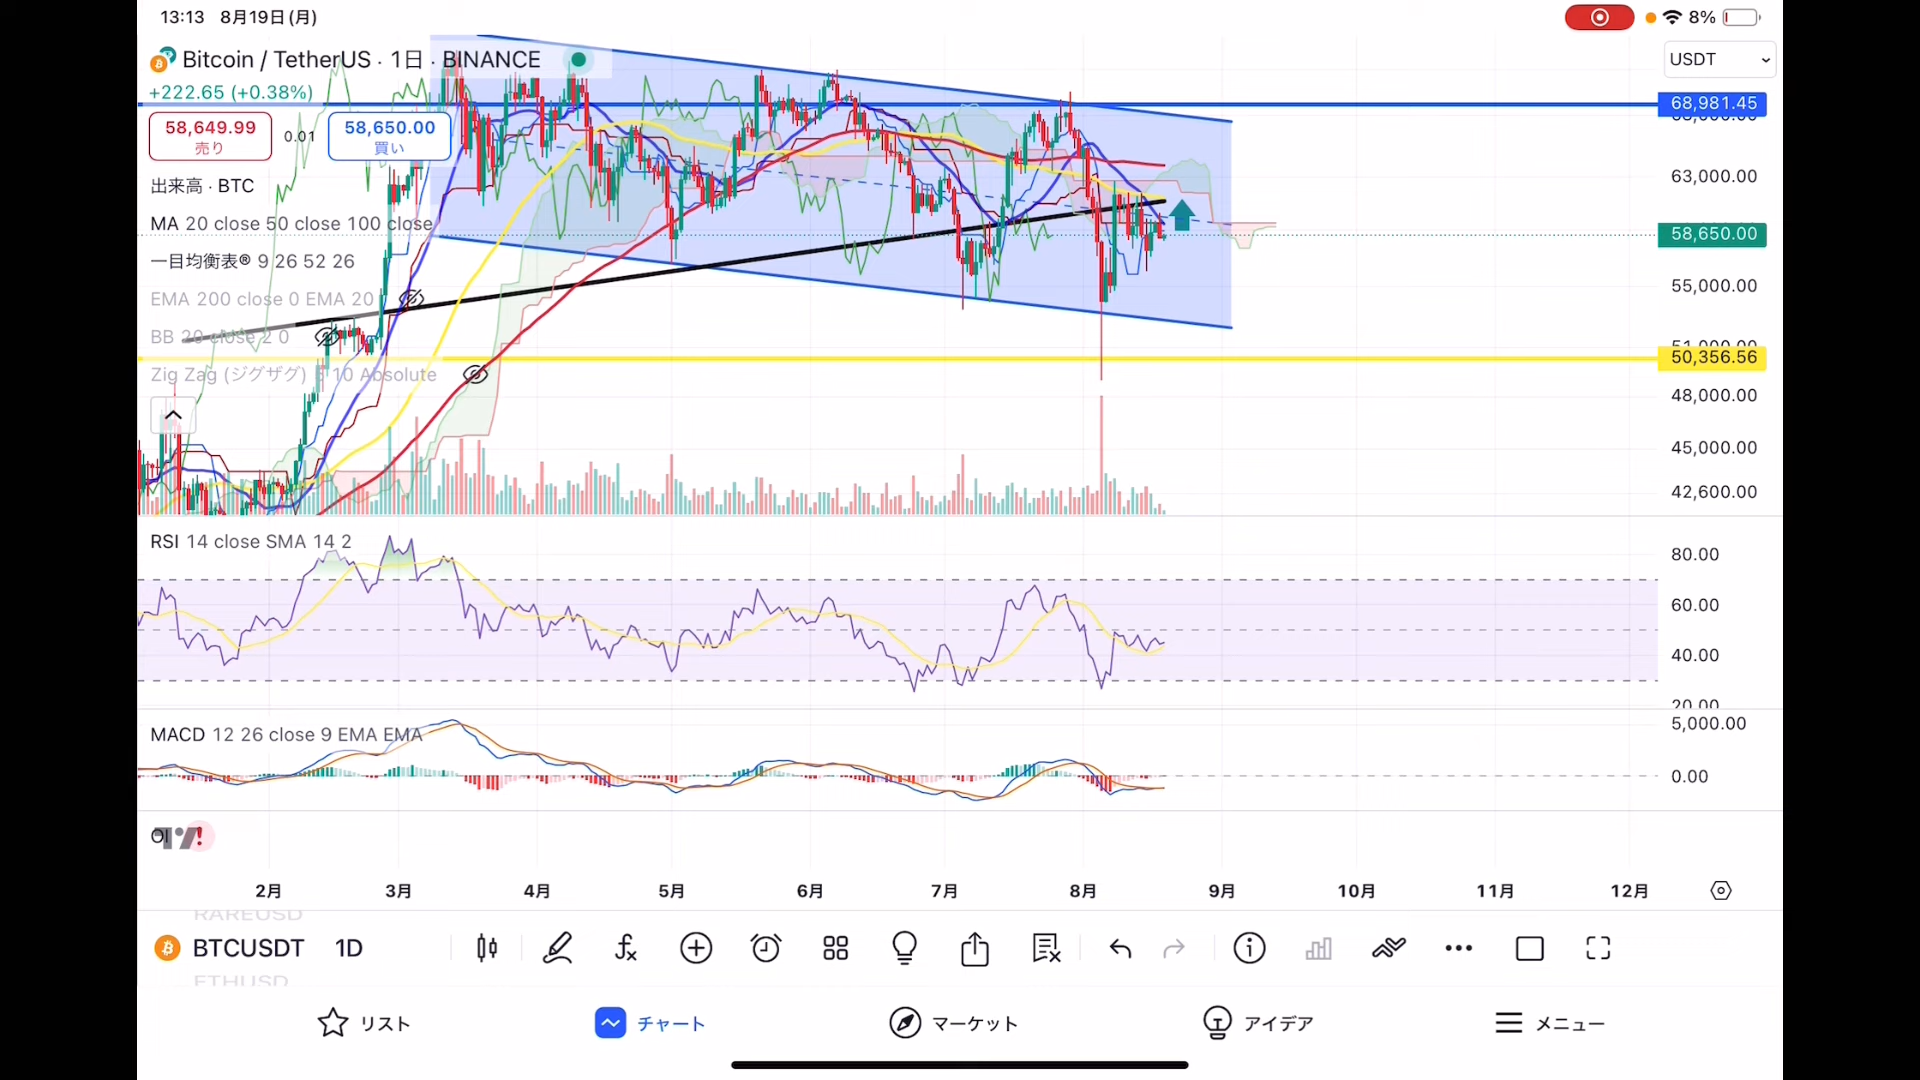 13:13 8月19日(月)
8%
Bitcoin / TetherUS · 1日 · BINANCE
USDT
+222.65 (+0.38%)
68,981.45
58,649.99
売り
0.01
58,650.00
買い
出来高 · BTC
63,000.00
MA 20 close 50 close 100 close
58,650.00
一目均衡表® 9 26 52 26
55,000.00
EMA 200 close 0 EMA 20
BB 20 close 2 0
50,356.56
Zig Zag (ジグザグ) 5 10 Absolute
48,000.00
45,000.00
42,600.00
RSI 14 close SMA 14 2
80.00
60.00
40.00
20.00
MACD 12 26 close 9 EMA EMA
5,000.00
0.00
OI
2月 3月 4月 5月 6月 7月 8月 9月 10月 11月 12月
RAREUSD
BTCUSDT 1D
ETHUSD
リスト チャート マーケット アイデア メニュー